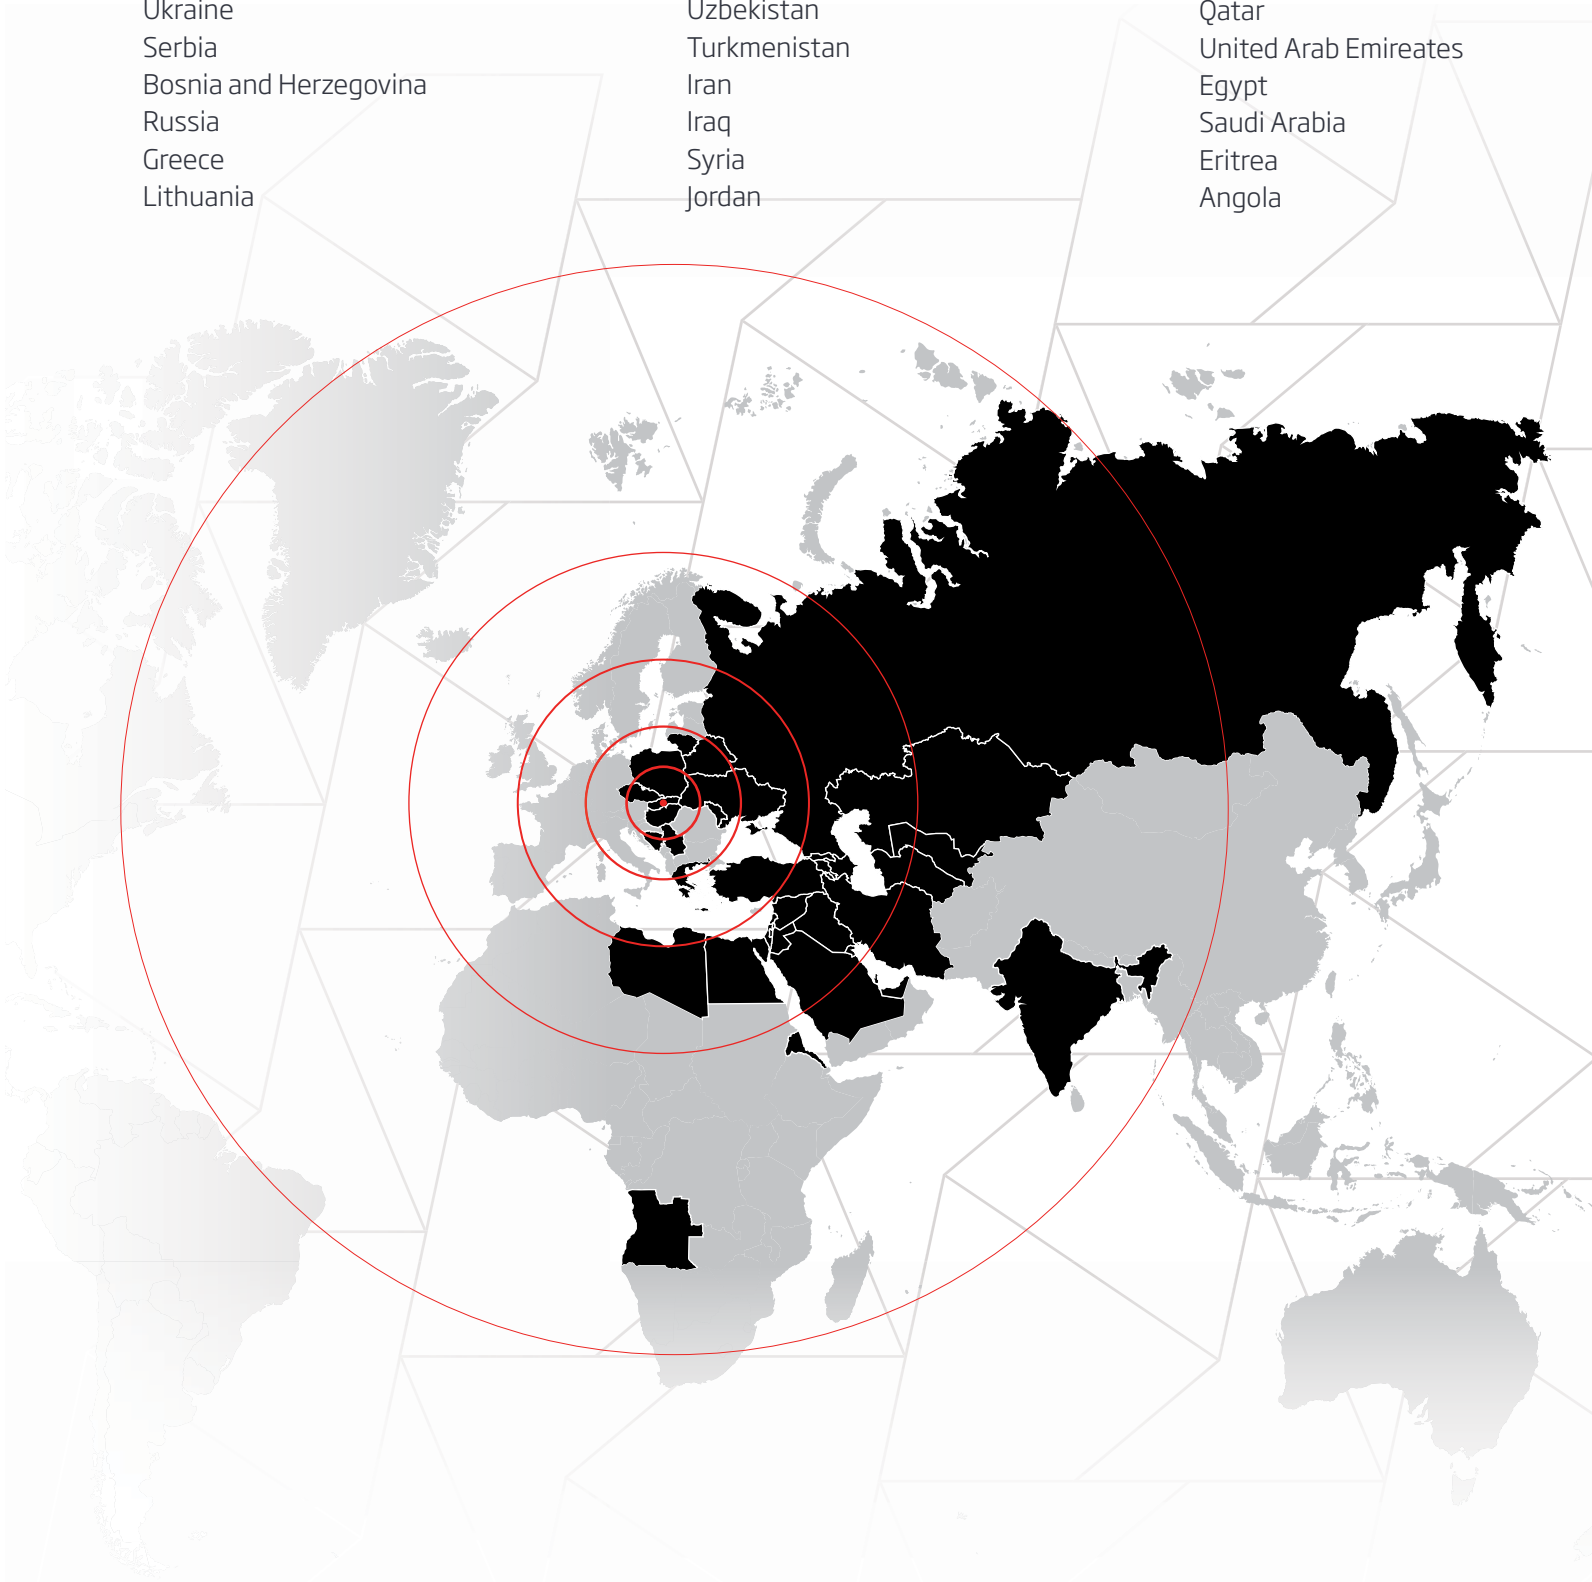 Ukraine
Serbia
Bosnia and Herzegovina
Russia
Greece
Lithuania
Uzbekistan
Turkmenistan
Iran
Iraq
Syria
Jordan
Qatar
United Arab Emireates
Egypt
Saudi Arabia
Eritrea
Angola